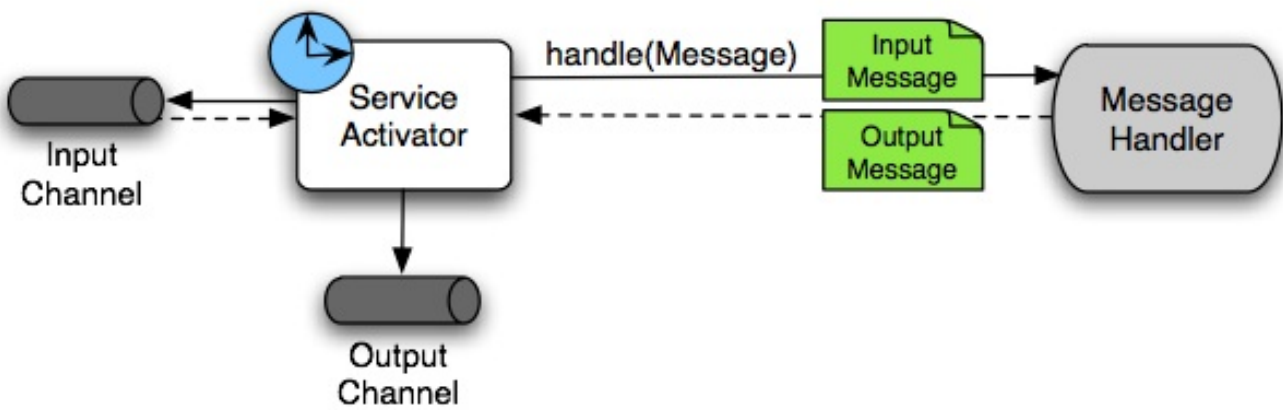 handle(Message)
Input
Message
Service
Activator
Message
Handler
Input
Channel
Output
Message
Output
Channel